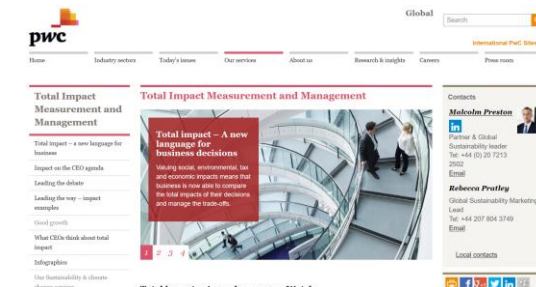 Global
Search
pwc
International PwC Sites
Home
Industry sectors
Today's issues
Our services
About us
Research & insights
Careers
Press room
Total Impact
Measurement and
Management
Total impact – a new language for
business
Impact on the CEO agenda
Leading the debate
Leading the way – impact
examples
Good growth
What CEOs think about total
impact
Infographics
Our Sustainability & climate
Total Impact Measurement and Management
Total impact – A new
language for
business decisions
Valuing social, environmental, tax
and economic impacts means that
business is now able to compare
the total impacts of their decisions
and manage the trade-offs.
1 2 3 4
Contacts
Malcolm Preston
in
Partner & Global
Sustainability leader
Tel: +44 (0) 20 7213
2502
Email
Rebecca Pratley
Global Sustainability Marketing
Lead
Tel: +44 207 804 3749
Email
Local contacts